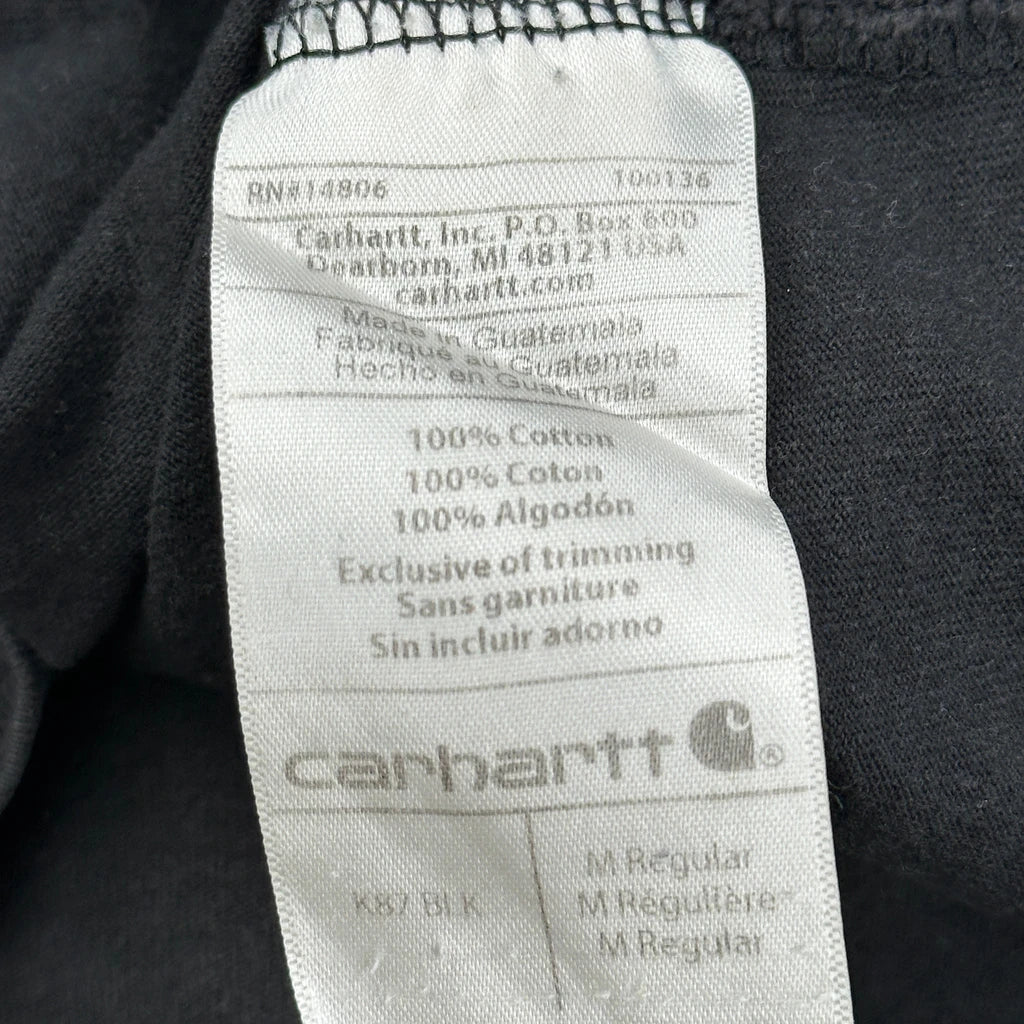 RN#14806 100136
Carhartt, Inc. P.O. Box 600
Dearborn, MI 48121 USA
carhartt.com
Made in Guatemala
Fabriqué au Guatemala
Hecho en Guatemala
100% Cotton
100% Coton
100% Algodón
Exclusive of trimming
Sans garniture
Sin incluir adorno
carhartt®
K87 BLK
M Regular
M Régulière
M Regular